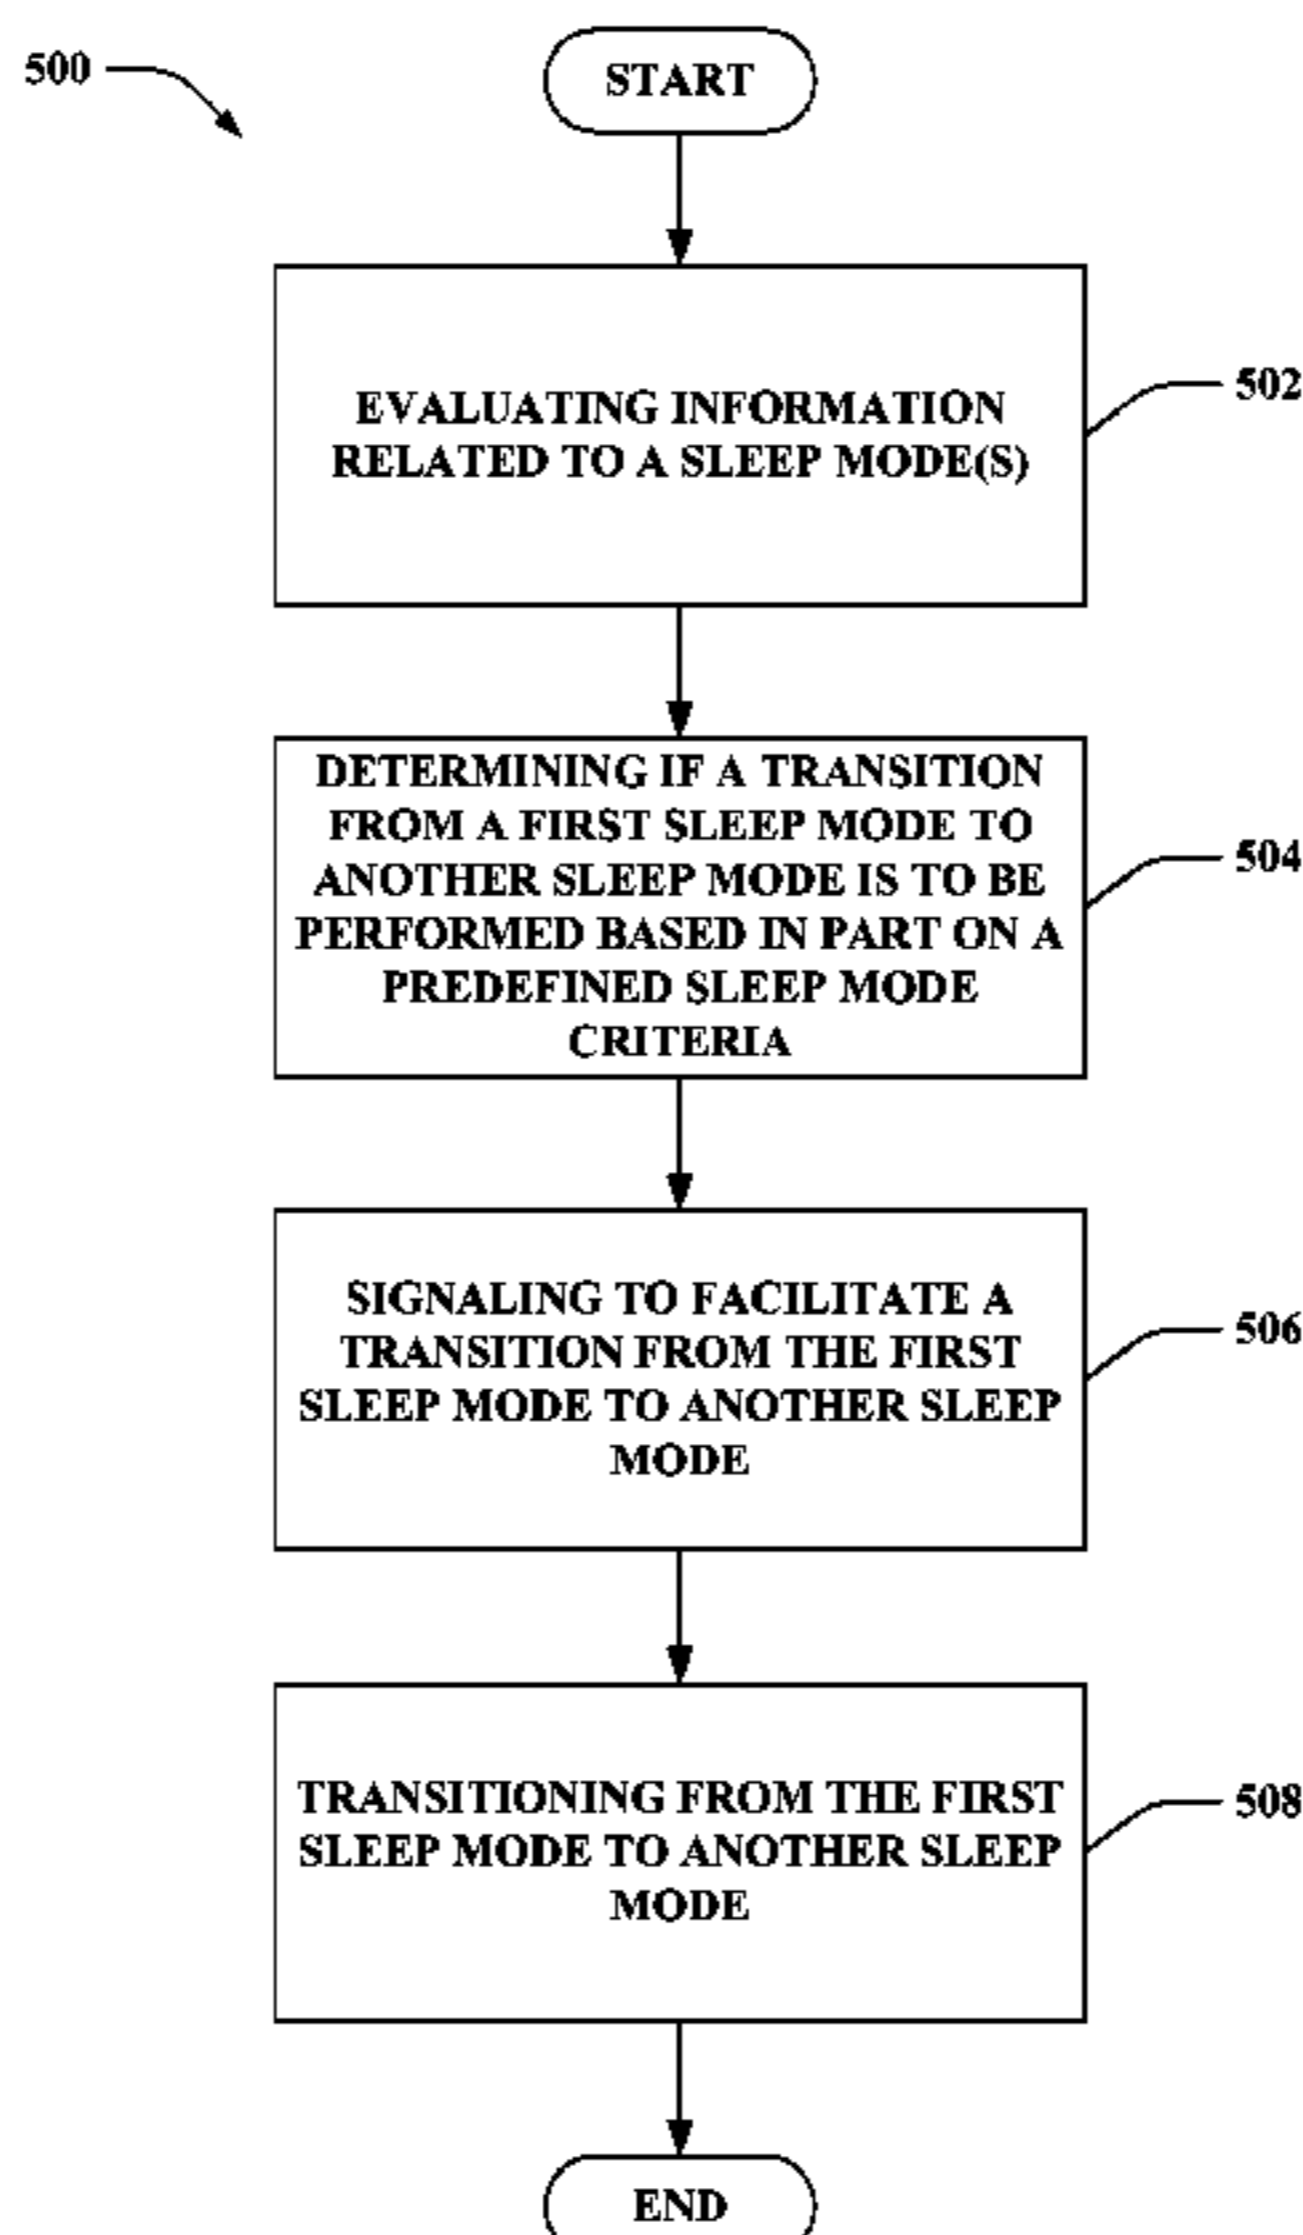 500
START
EVALUATING INFORMATION
RELATED TO A SLEEP MODE(S)
502
DETERMINING IF A TRANSITION
FROM A FIRST SLEEP MODE TO
ANOTHER SLEEP MODE IS TO BE
PERFORMED BASED IN PART ON A
PREDEFINED SLEEP MODE
CRITERIA
504
SIGNALING TO FACILITATE A
TRANSITION FROM THE FIRST
SLEEP MODE TO ANOTHER SLEEP
MODE
506
TRANSITIONING FROM THE FIRST
SLEEP MODE TO ANOTHER SLEEP
MODE
508
END